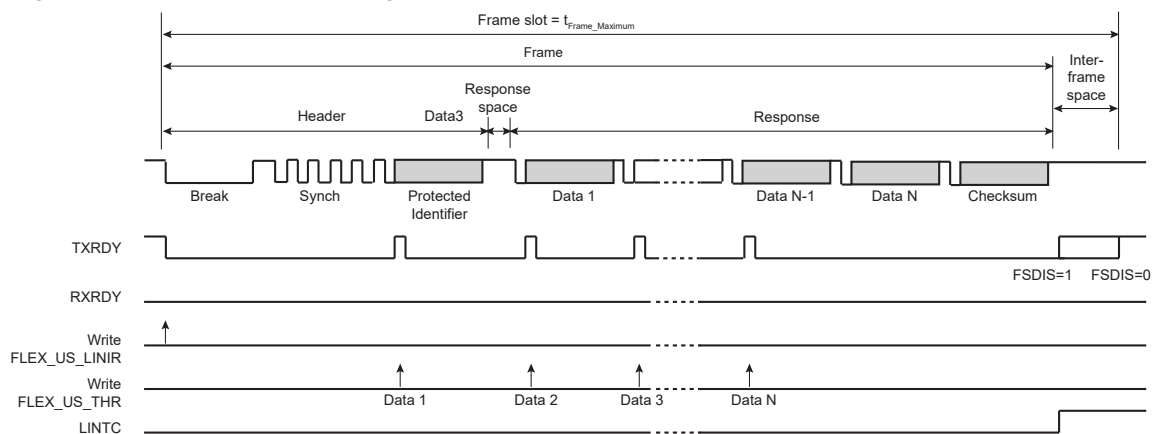 Frame slot = tFrame_Maximum
Frame
Inter-
frame
space
Response
space
Header
Data3
Response
Break
Synch
Protected
Identifier
Data 1
Data N-1
Data N
Checksum
TXRDY
FSDIS=1
FSDIS=0
RXRDY
Write
FLEX_US_LINIR
Write
FLEX_US_THR
Data 1
Data 2
Data 3
Data N
LINTC